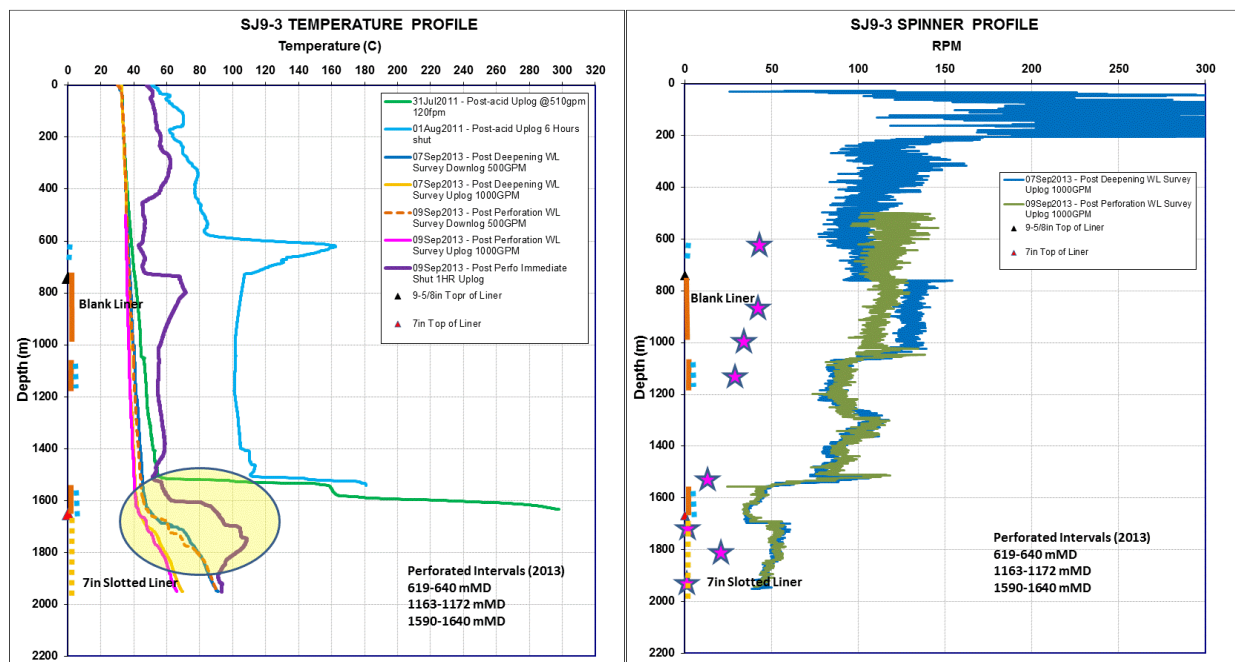 SJ9-3 TEMPERATURE PROFILE
Temperature (C)
0 20 40 60 80 100 120 140 160 180 200 220 240 260 280 300 320
0
200
400
600
800
1000
1200
1400
1600
1800
2000
2200
Depth (m)
31Jul2011 - Post-acid Uplog @510gpm
120fpm
01Aug2011 - Post-acid Uplog 6 Hours
shut
07Sep2013 - Post Deepening WL
Survey Downlog 500GPM
07Sep2013 - Post Deepening WL
Survey Uplog 1000GPM
09Sep2013 - Post Perforation WL
Survey Downlog 500GPM
09Sep2013 - Post Perforation WL
Survey Uplog 1000GPM
09Sep2013 - Post Perfo Immediate
Shut 1HR Uplog
9-5/8in Topr of Liner
7in Top of Liner
Blank Liner
7in Slotted Liner
Perforated Intervals (2013)
619-640 mMD
1163-1172 mMD
1590-1640 mMD
SJ9-3 SPINNER PROFILE
RPM
0 50 100 150 200 250 300
0
200
400
600
800
1000
1200
1400
1600
1800
2000
2200
Depth (m)
07Sep2013 - Post Deepening WL Survey
Uplog 1000GPM
09Sep2013 - Post Perforation WL Survey
Uplog 1000GPM
9-5/8in Top of Liner
7in Top of Liner
Blank Liner
7in Slotted Liner
Perforated Intervals (2013)
619-640 mMD
1163-1172 mMD
1590-1640 mMD